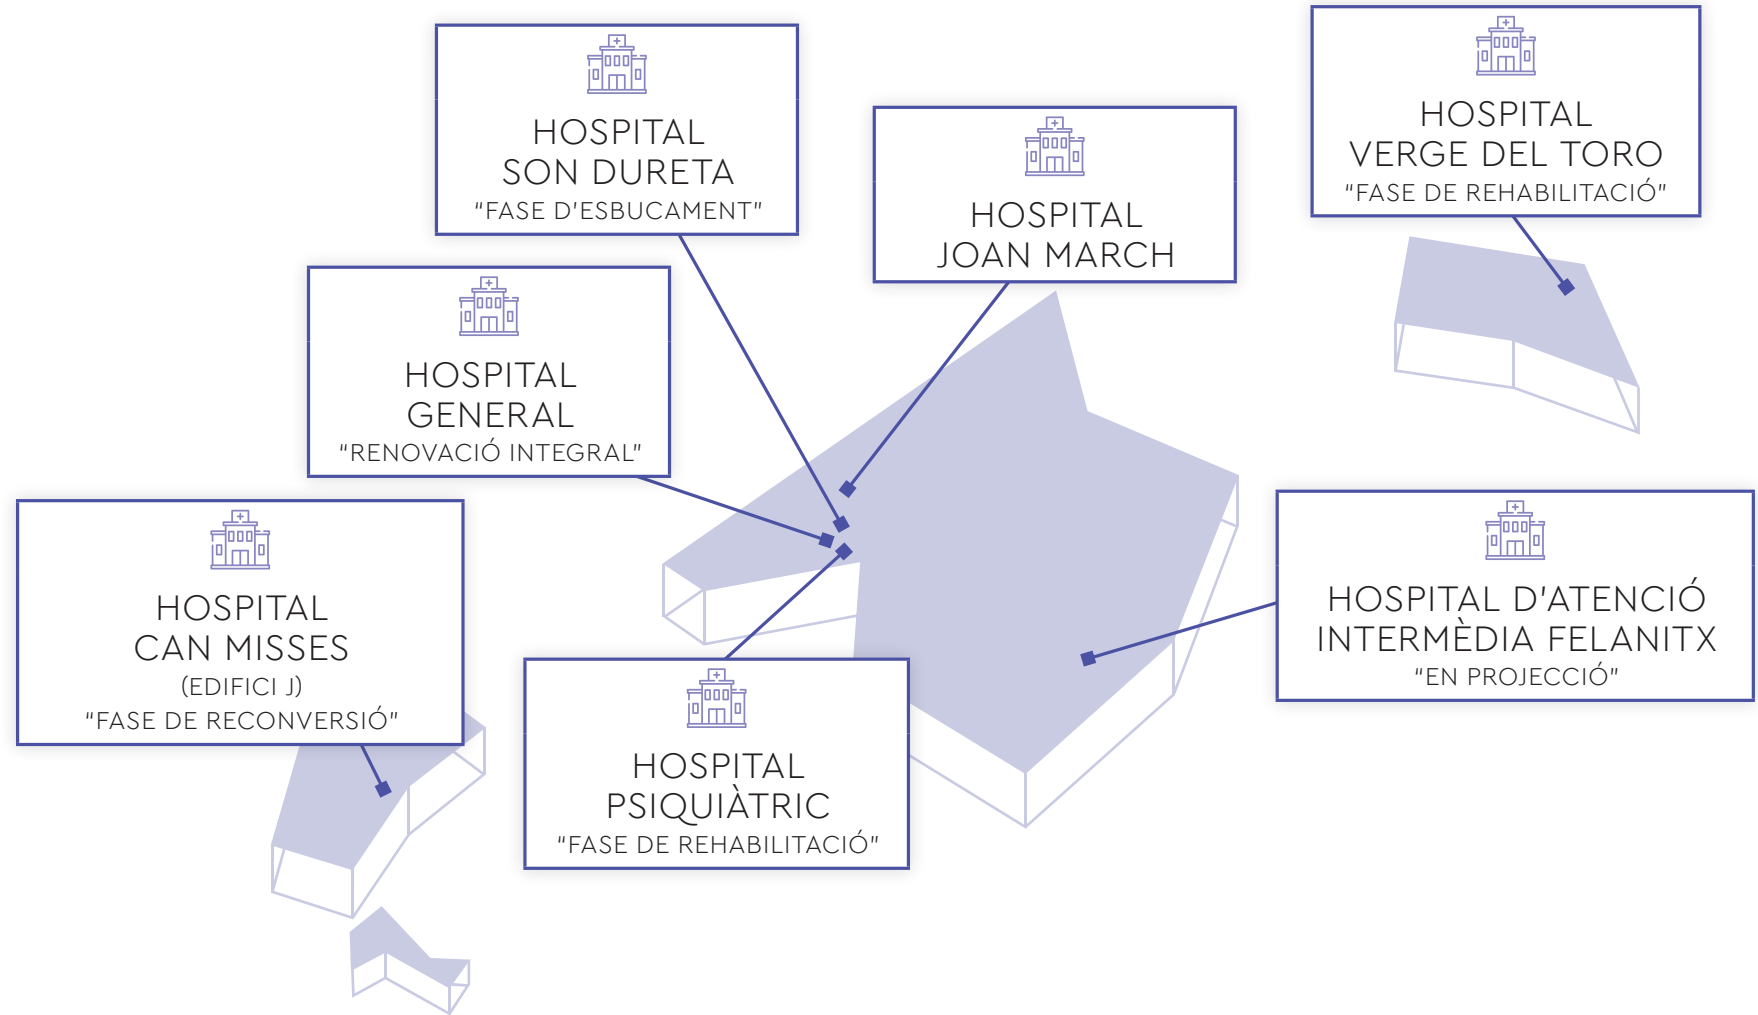 HOSPITAL
SON DURETA
“FASE D’ESBUCAMENT”
HOSPITAL
JOAN MARCH
HOSPITAL
VERGE DEL TORO
“FASE DE REHABILITACIÓ”
HOSPITAL
GENERAL
“RENOVACIÓ INTEGRAL”
HOSPITAL
CAN MISSES
(EDIFICI J)
“FASE DE RECONVERSIÓ”
HOSPITAL D’ATENCIÓ
INTERMÈDIA FELANITX
“EN PROJECCIÓ”
HOSPITAL
PSIQUIÀTRIC
“FASE DE REHABILITACIÓ”